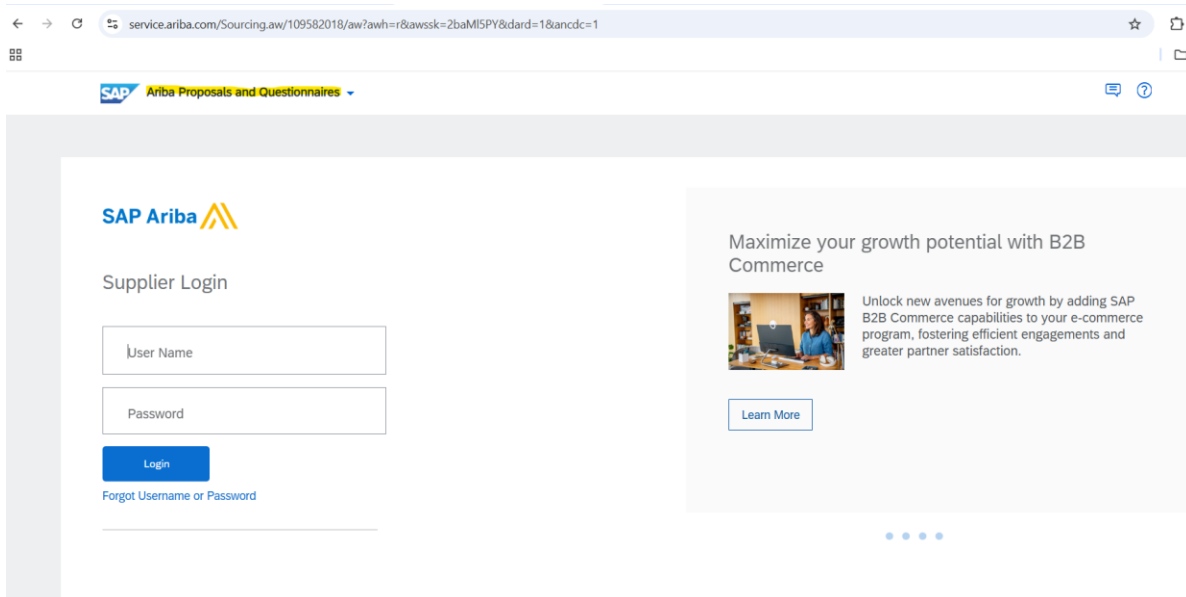 service.ariba.com/Sourcing.aw/109582018/aw?awh=r&awssk=2baMl5PY&dard=1&ancdc=1
SAP Ariba Proposals and Questionnaires
SAP Ariba
Supplier Login
User Name
Password
Login
Forgot Username or Password
Maximize your growth potential with B2B
Commerce
Unlock new avenues for growth by adding SAP
B2B Commerce capabilities to your e-commerce
program, fostering efficient engagements and
greater partner satisfaction.
Learn More